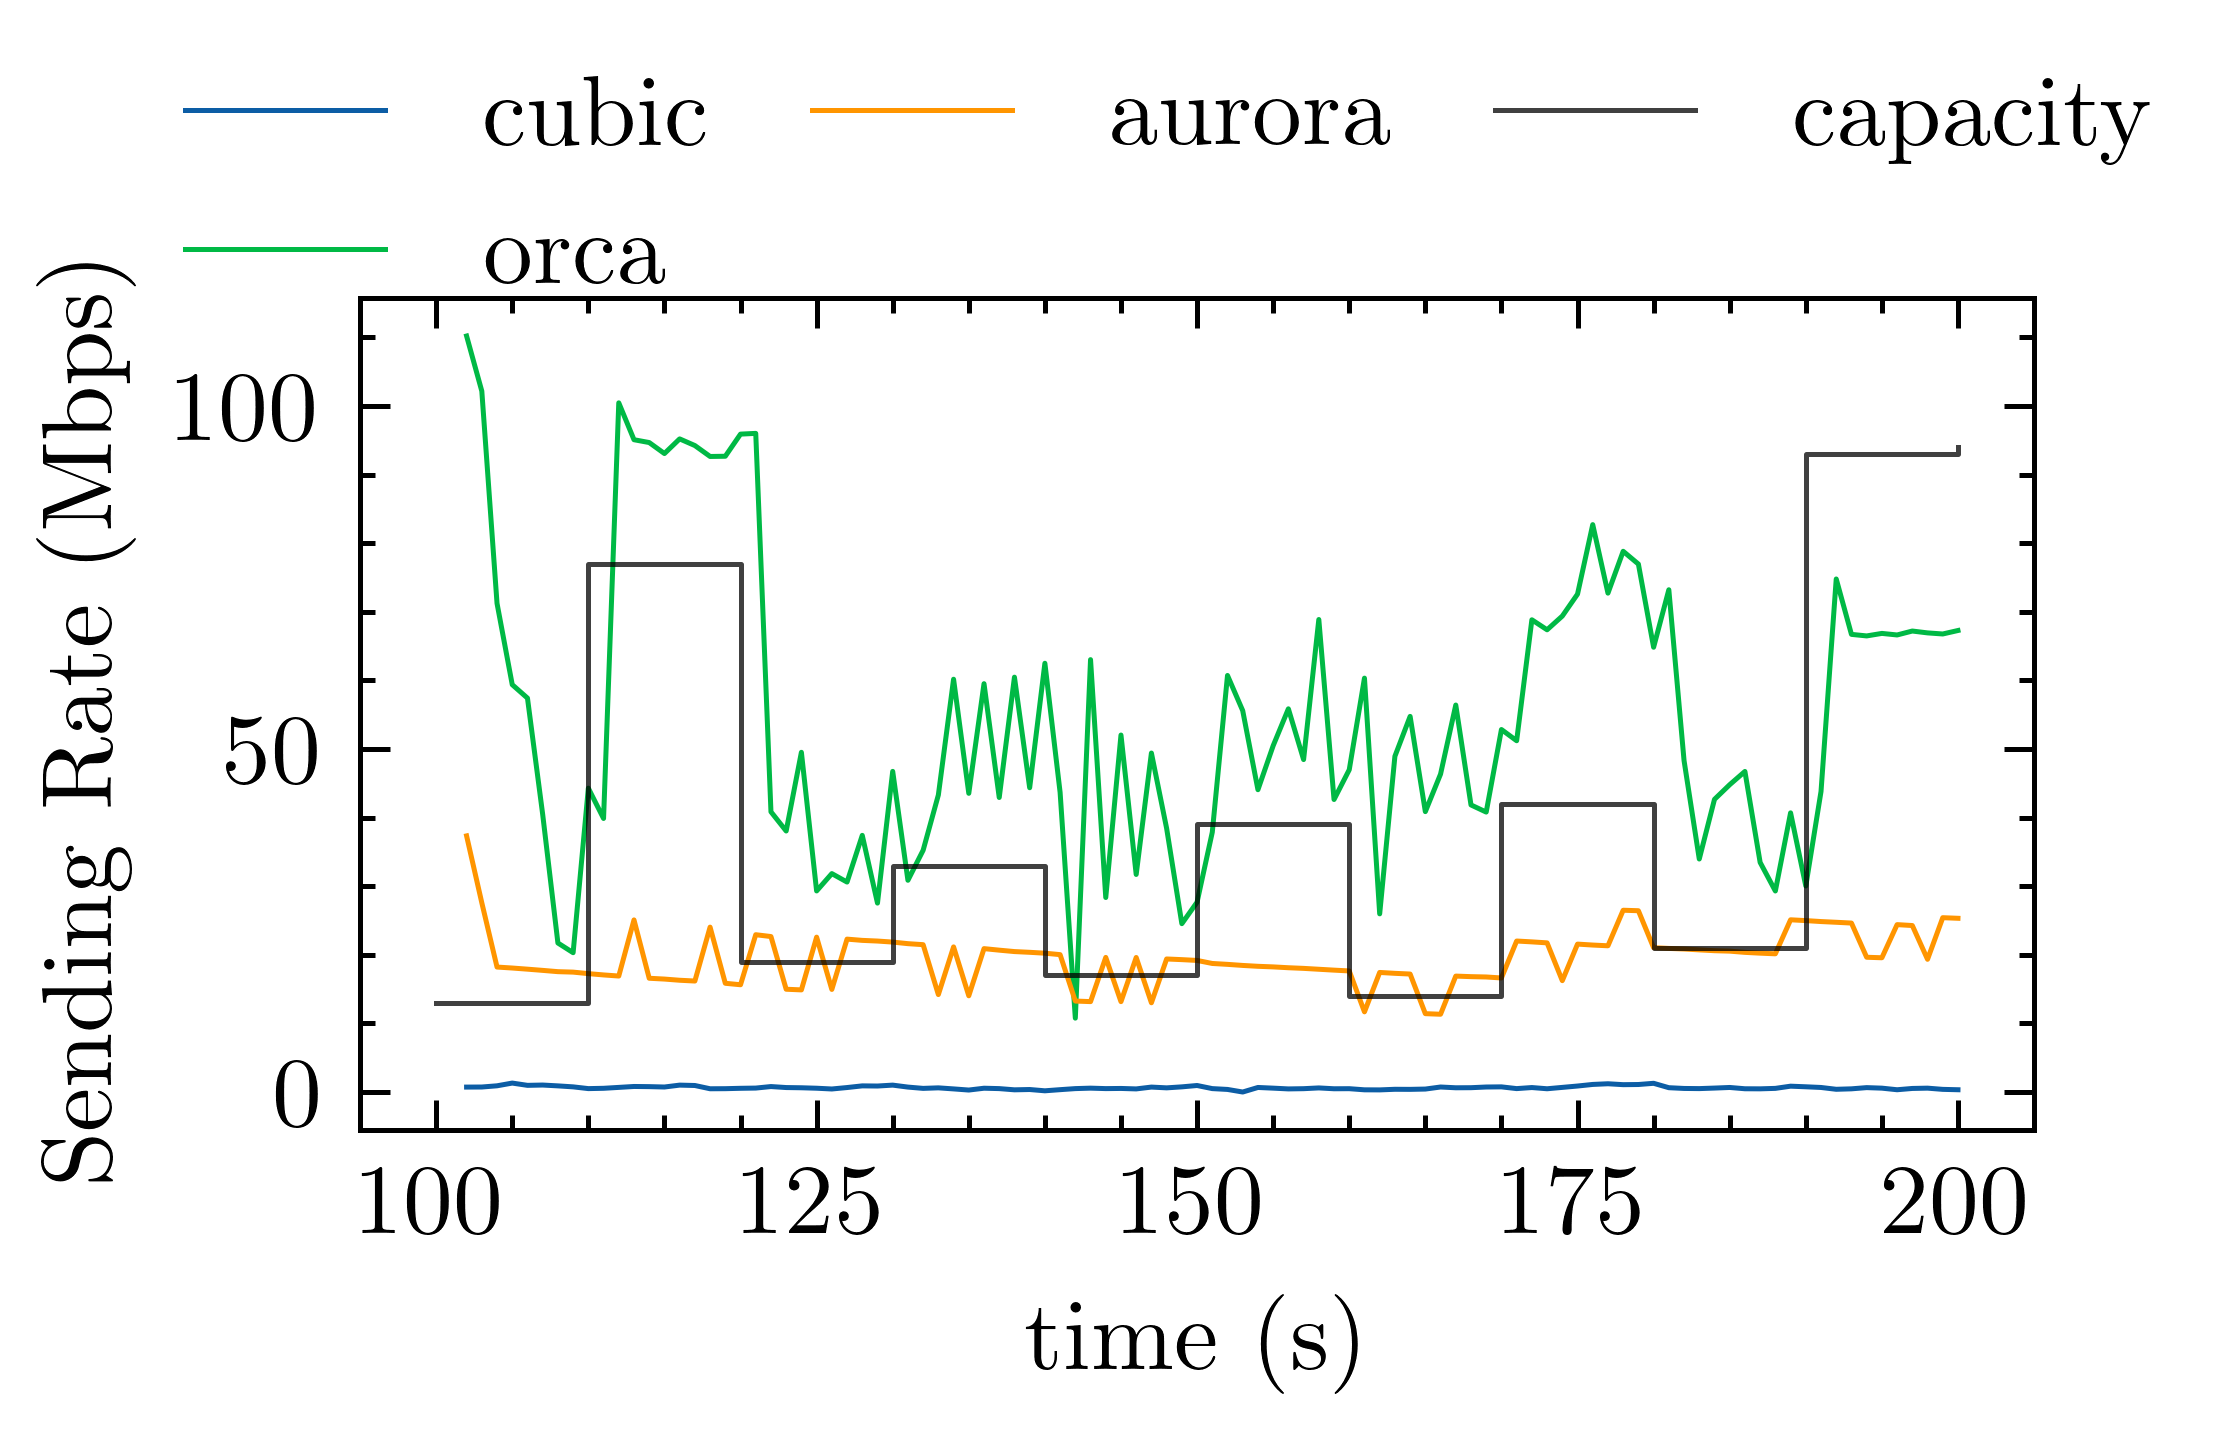 cubic aurora capacity
orca
Sending Rate (Mbps)
100
50
0
100 125 150 175 200
time (s)